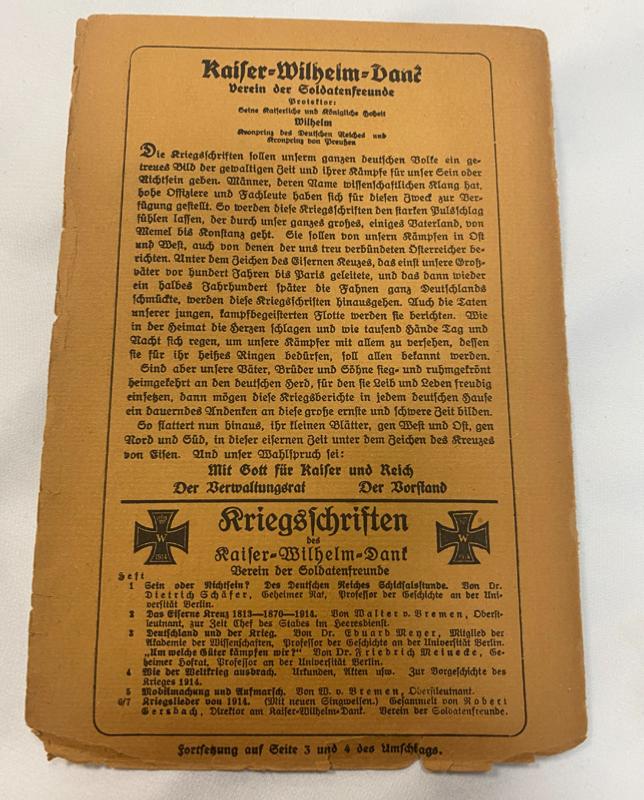 Kaiser-Wilhelm-Dank
Verein der Soldatenfreunde
Protektor:
Seine Kaiserliche und Königliche Hoheit
Wilhelm
Kronprinz des Deutschen Reiches und
Kronprinz von Preußen
Die Kriegsschriften sollen unserm ganzen deutschen Volke ein ge-
treues Bild der gewaltigen Zeit und ihrer Kämpfe für unser Sein oder
Nichtsein geben. Männer, deren Name wissenschaftlichen Klang hat,
hohe Offiziere und Fachleute haben sich für diesen Zweck zur Ver-
fügung gestellt. So werden diese Kriegsschriften den starken Pulsschlag
fühlen lassen, der durch unser ganzes großes, einiges Vaterland, von
Memel bis Konstanz geht. Sie sollen von unsern Kämpfen in Ost
und West, auch von denen der uns treu verbündeten Österreicher be-
richten. Unter dem Zeichen des Eisernen Keuzes, das einst unsere Groß-
väter vor hundert Jahren bis Paris geleitete, und das dann wieder
ein halbes Jahrhundert später die Fahnen ganz Deutschlands
schmückte, werden diese Kriegsschriften hinausgehen. Auch die Taten
unserer jungen, kampfbegeisterten Flotte werden sie berichten. Wie
in der Heimat die Herzen schlagen und wie tausend Hände Tag und
Nacht sich regen, um unsere Kämpfer mit allem zu versehen, dessen
sie für ihr heißes Ringen bedürfen, soll allen bekannt werden.
Sind aber unsere Väter, Brüder und Söhne sieg- und ruhmgekrönt
heimgekehrt an den deutschen Herd, für den sie Leib und Leben freudig
einsetzen, dann mögen diese Kriegsberichte in jedem deutschen Hause
ein dauerndes Andenken an diese große ernste und schwere Zeit bilden.
So flattert nun hinaus, ihr kleinen Blätter, gen West und Ost, gen
Nord und Süd, in dieser eisernen Zeit unter dem Zeichen des Kreuzes
von Eisen. Und unser Wahlspruch sei:
Mit Gott für Kaiser und Reich
Der Verwaltungsrat Der Vorstand
W
1914
Kriegsschriften
des
Kaiser-Wilhelm-Dank
Verein der Soldatenfreunde
W
1914
Heft
1 Sein oder Nichtsein? Des Deutschen Reiches Schicksalsstunde. Von Dr.
Dietrich Schäfer, Geheimer Rat, Professor der Geschichte an der Uni-
versität Berlin.
2 Das Eiserne Kreuz 1813—1870—1914. Von Walter v. Bremen, Oberst-
leutnant, zur Zeit Chef des Stabes im Heeresdienst.
3 Deutschland und der Krieg. Von Dr. Eduard Meyer, Mitglied der
Akademie der Wissenschaften, Professor der Geschichte an der Universität Berlin.
„Um welche Güter kämpfen wir?" Von Dr. Friedrich Meinecke, Ge-
heimer Hofrat, Professor an der Universität Berlin.
4 Wie der Weltkrieg ausbrach. Urkunden, Akten usw. Zur Vorgeschichte des
Krieges 1914.
5 Mobilmachung und Aufmarsch. Von W. v. Bremen, Oberstleutnant.
6/7 Kriegslieder von 1914. (Mit neuen Singweisen.) Gesammelt von Robert
Gersbach, Direktor am Kaiser-Wilhelm-Dank. Verein der Soldatenfreunde.
Fortsetzung auf Seite 3 und 4 des Umschlags.